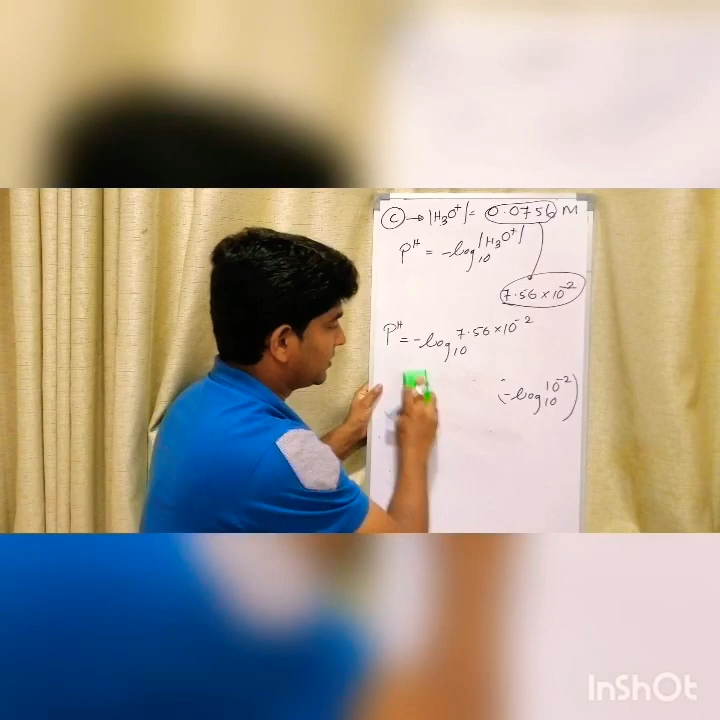 C → |H₃O⁺| = 0.0756 M
pᴴ = -log₁₀|H₃O⁺|
7.56 × 10⁻²
pᴴ = -log₁₀ 7.56 × 10⁻²
(-log₁₀ 10⁻²)
InShOt